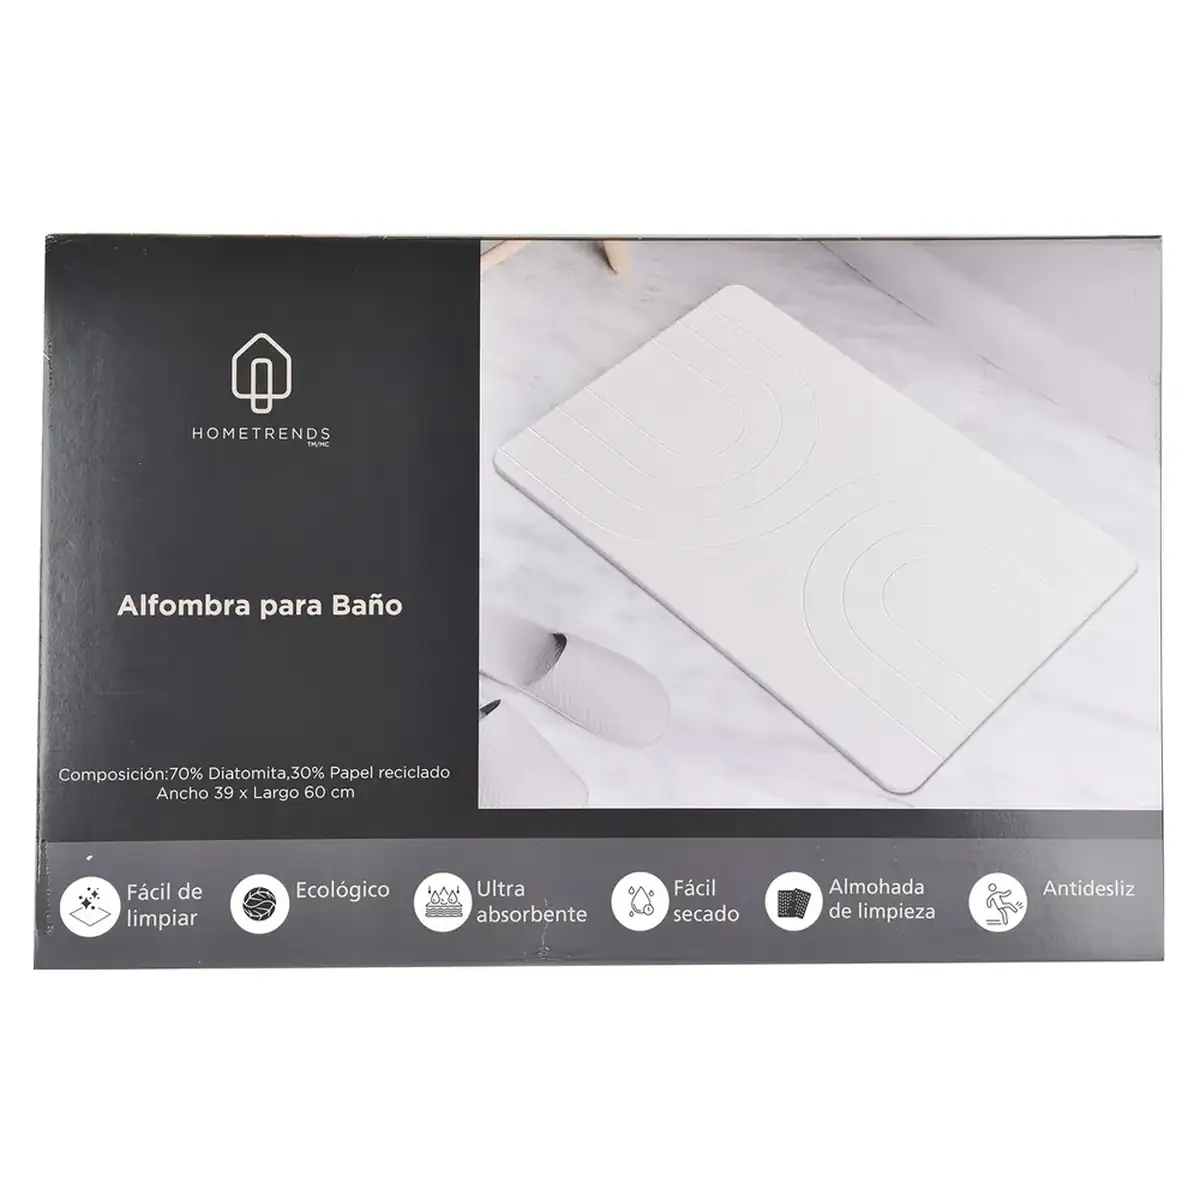 HOMETRENDS
TM/MC
Alfombra para Baño
Composición:70% Diatomita,30% Papel reciclado
Ancho 39 x Largo 60 cm
Fácil de
limpiar
Ecológico
Ultra
absorbente
Fácil
secado
Almohada
de limpieza
Antidesliz